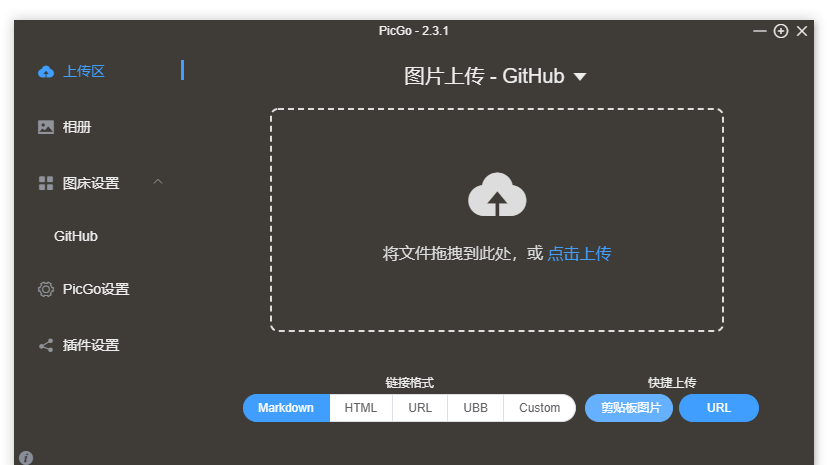 PicGo - 2.3.1
上传区
相册
图床设置
GitHub
PicGo设置
插件设置
图片上传 - GitHub
将文件拖拽到此处，或 点击上传
链接格式
Markdown HTML URL UBB Custom
快捷上传
剪贴板图片 URL